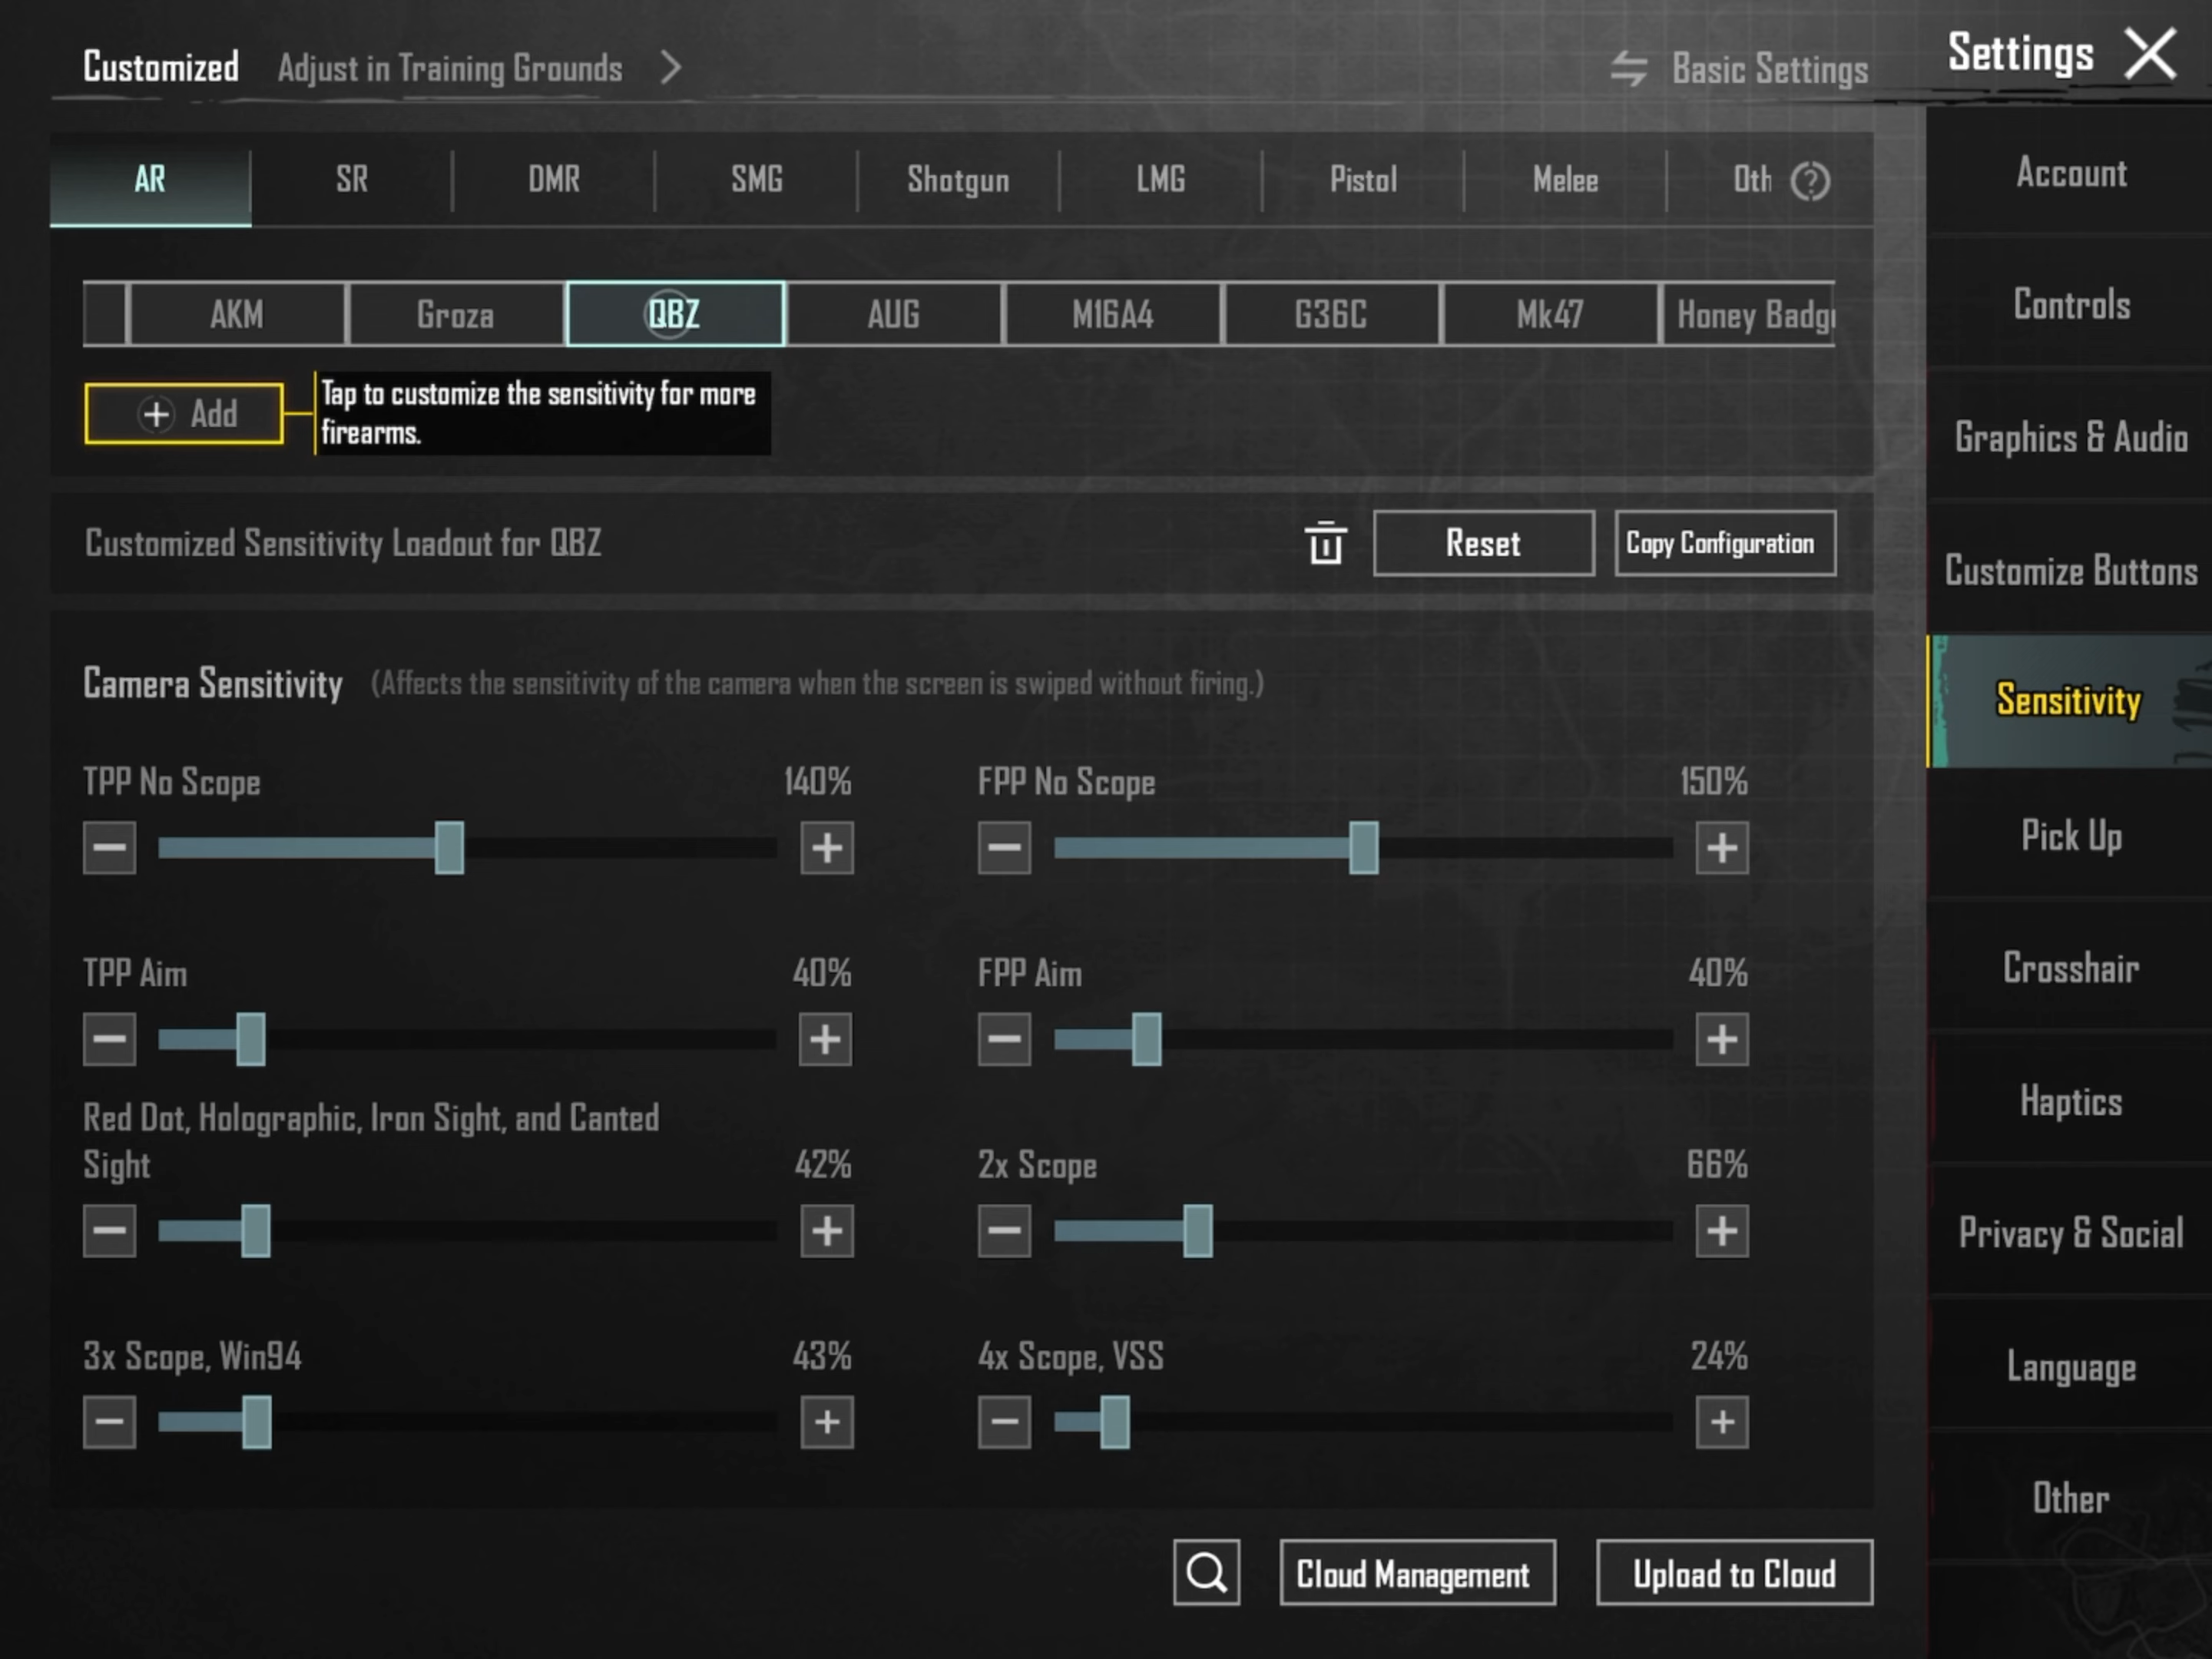 Customized
Adjust in Training Grounds
Basic Settings
Settings
AR
SR
DMR
SMG
Shotgun
LMG
Pistol
Melee
Oth
?
AKM
Groza
QBZ
AUG
M16A4
G36C
Mk47
Honey Badg
Add
Tap to customize the sensitivity for more
firearms.
Customized Sensitivity Loadout for QBZ
Reset
Copy Configuration
Camera Sensitivity
(Affects the sensitivity of the camera when the screen is swiped without firing.)
TPP No Scope
140%
FPP No Scope
150%
TPP Aim
40%
FPP Aim
40%
Red Dot, Holographic, Iron Sight, and Canted
Sight
42%
2x Scope
66%
3x Scope, Win94
43%
4x Scope, VSS
24%
Cloud Management
Upload to Cloud
Account
Controls
Graphics & Audio
Customize Buttons
Sensitivity
Pick Up
Crosshair
Haptics
Privacy & Social
Language
Other